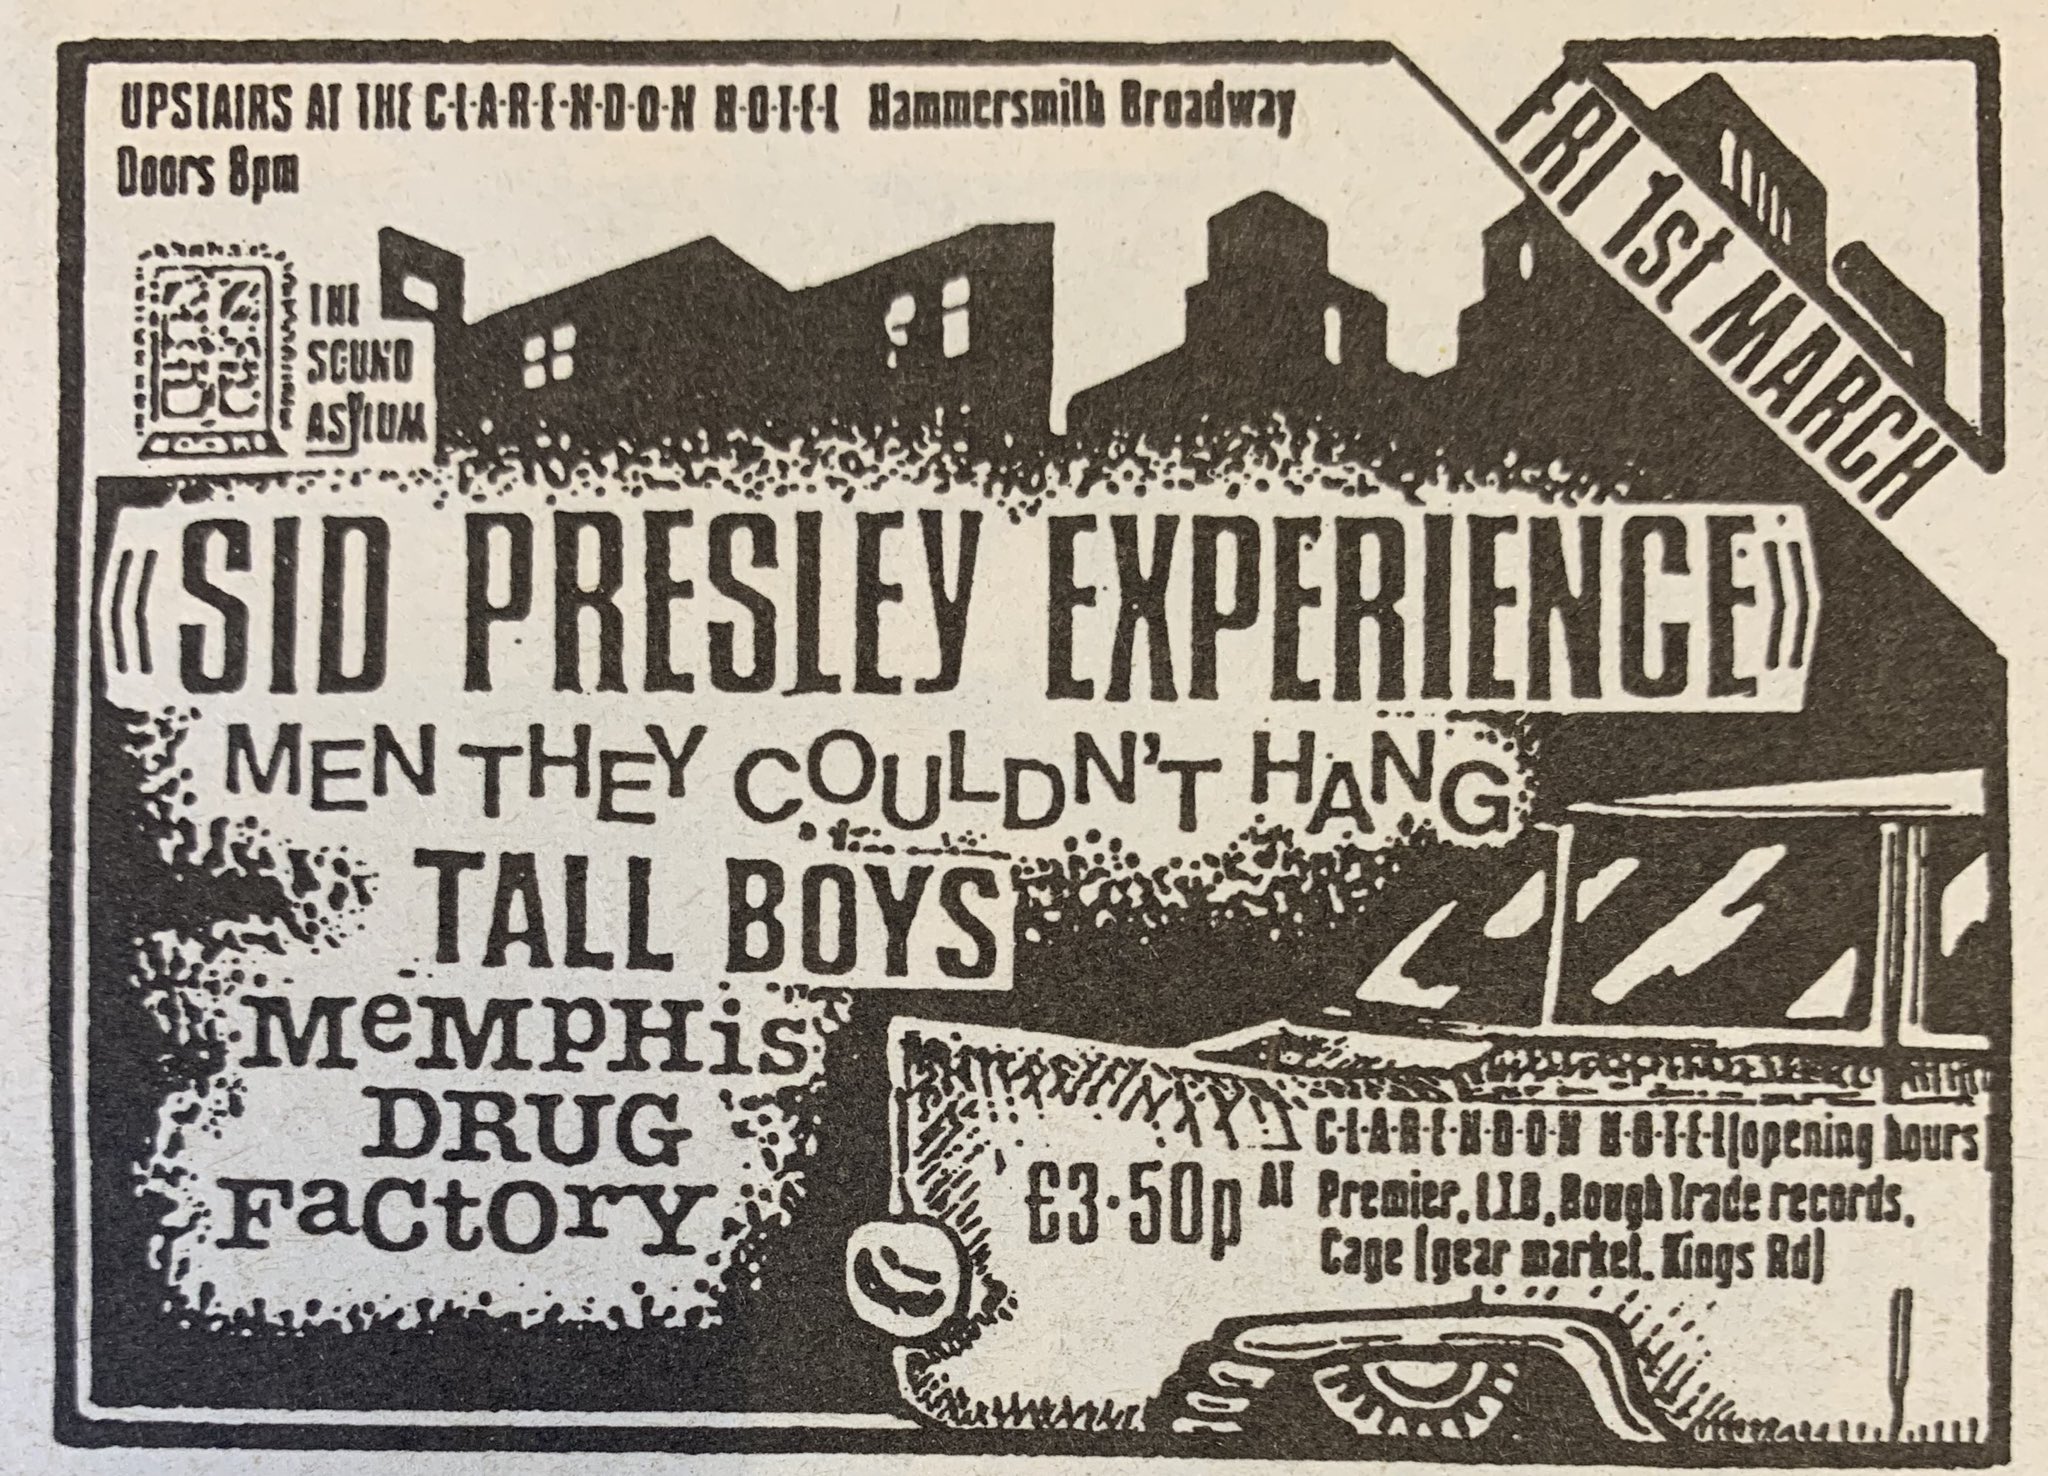 UPSTAIRS AT THE C·L·A·R·E·N·D·O·N H·O·T·E·L Hammersmith Broadway
Doors 8pm
FRI 1st MARCH
THE
SOUND
ASYLUM
SID PRESLEY EXPERIENCE
MEN THEY COULDN'T HANG
TALL BOYS
MeMPHis
DRUG
FaCtOrY
£3·50p AT
C·L·A·R·E·N·D·O·N H·O·T·E·L(opening hours)
Premier, L.T.B, Rough Trade records,
Cage (gear market, Kings Rd)